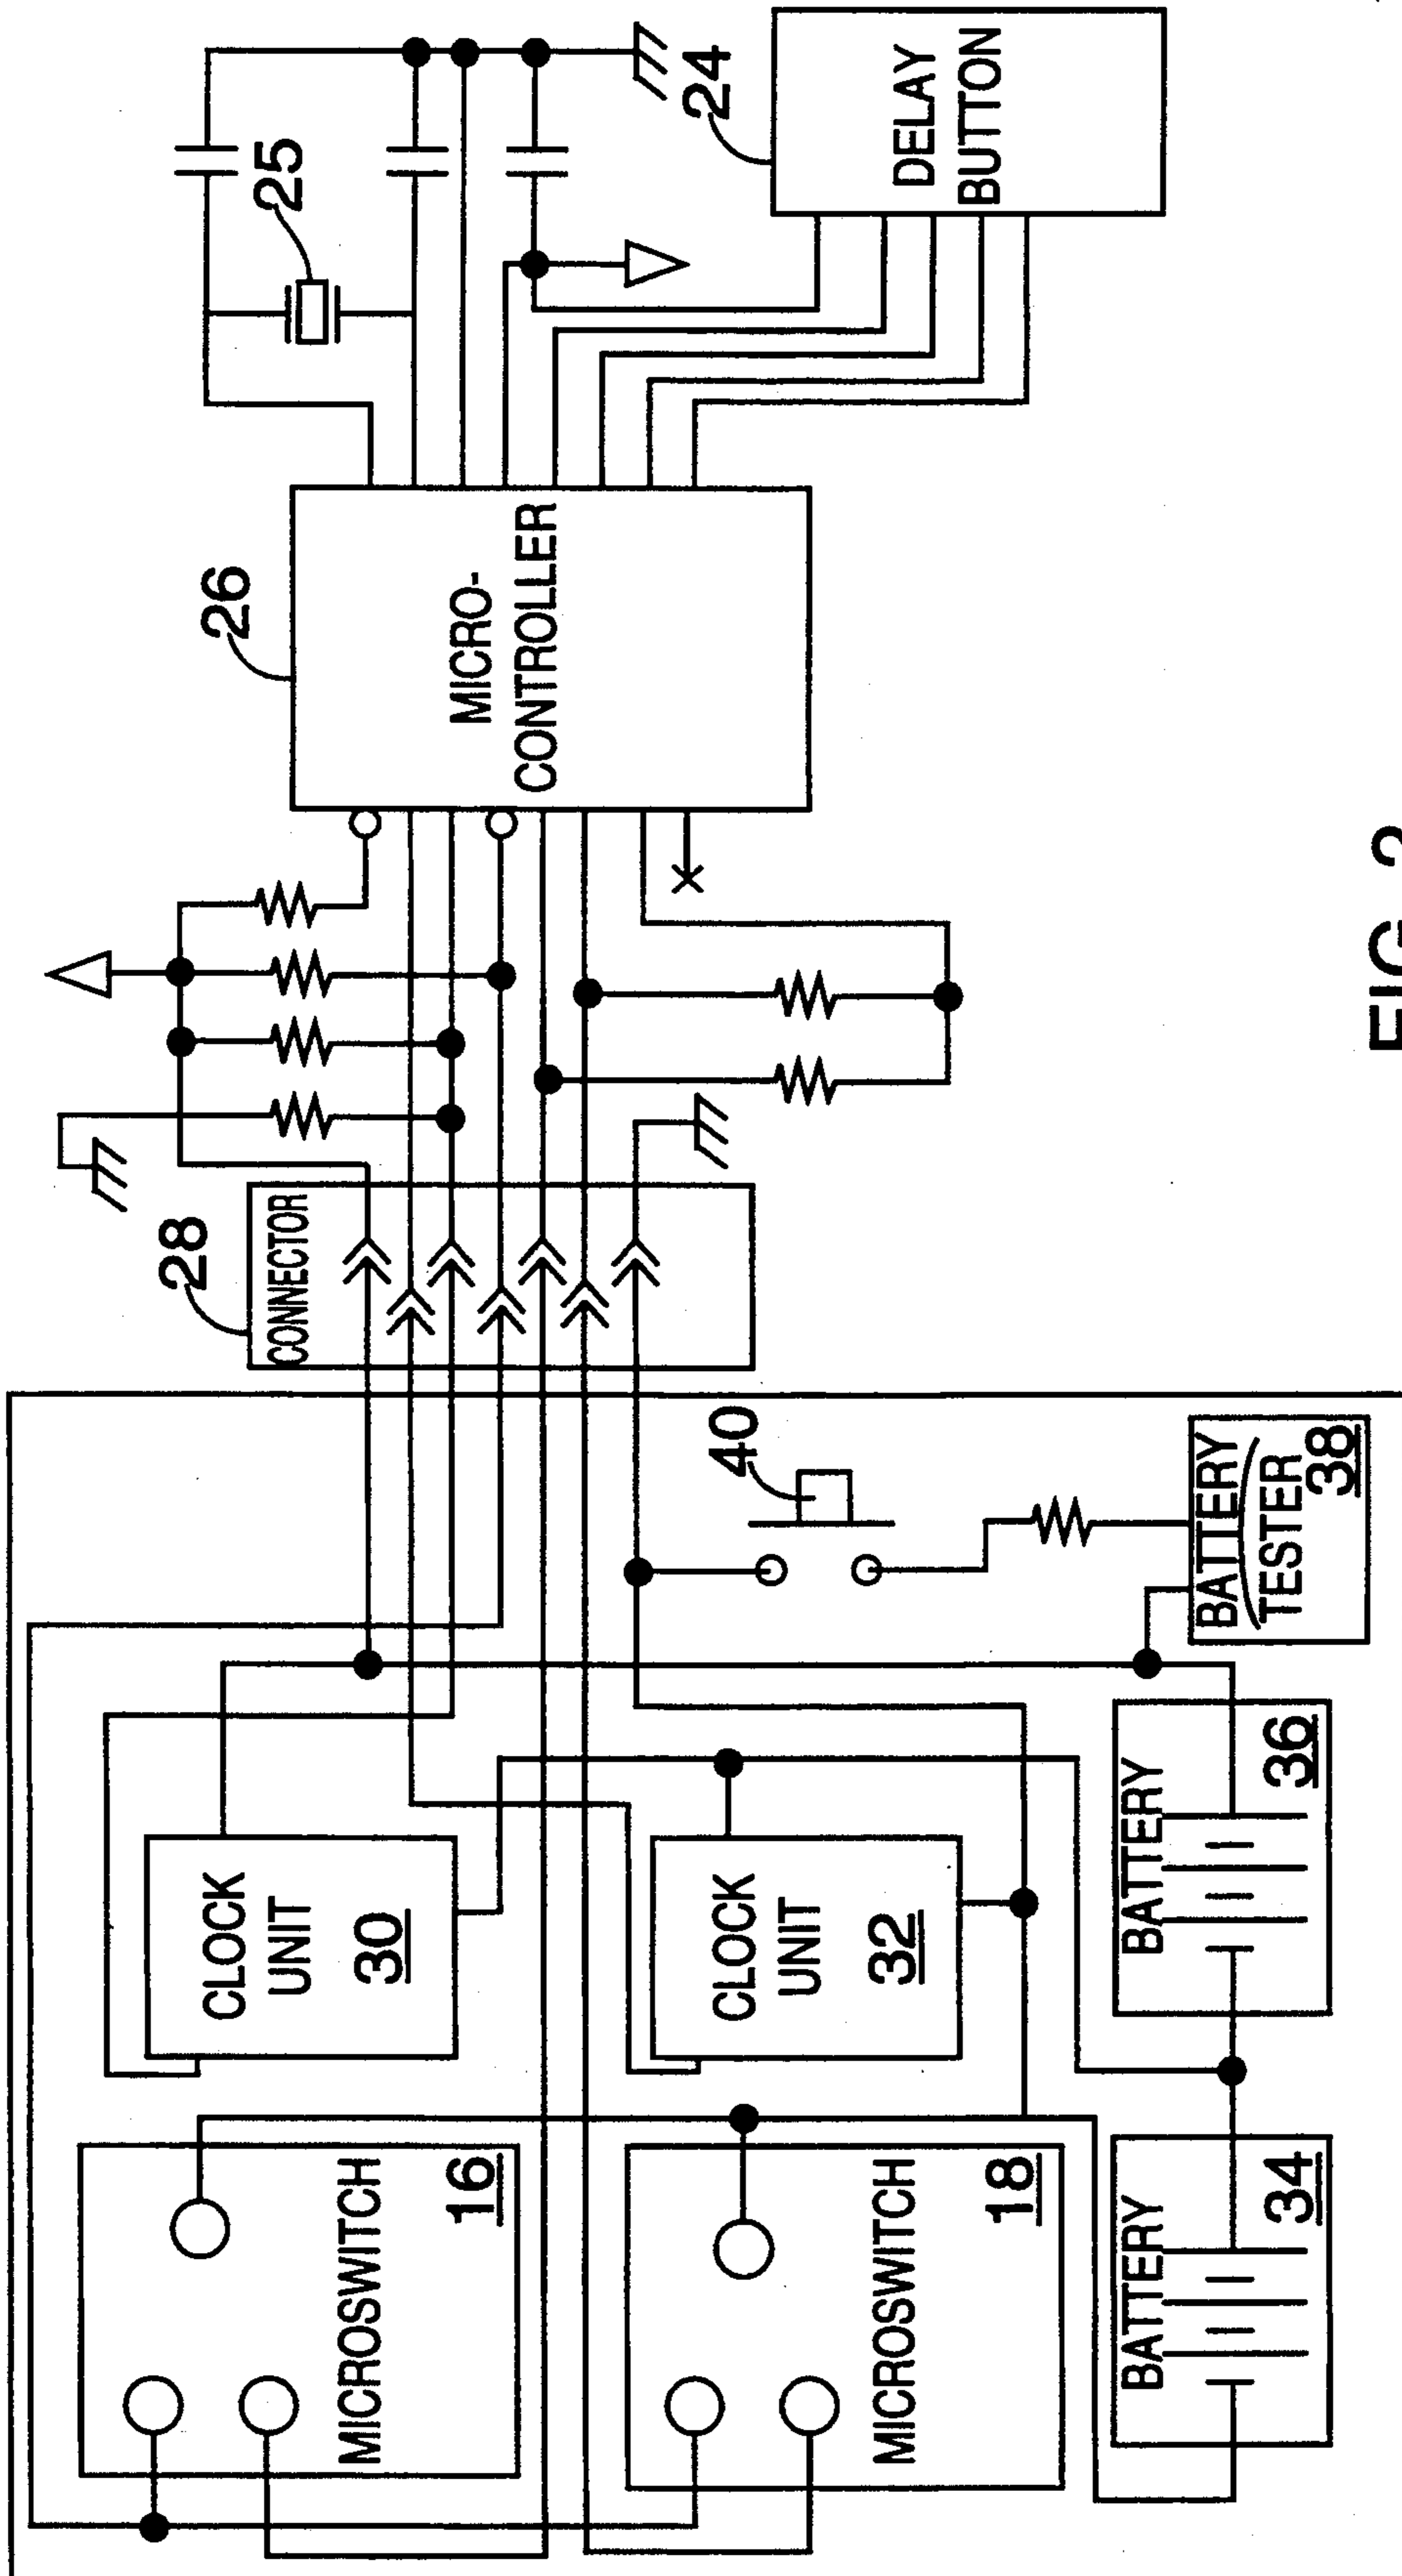 25
24
DELAY
BUTTON
26
MICRO-
CONTROLLER
28
CONNECTOR
40
BATTERY
TESTER
38
CLOCK
UNIT
30
CLOCK
UNIT
32
BATTERY
36
MICROSWITCH
16
MICROSWITCH
18
BATTERY
34
FIG. 2